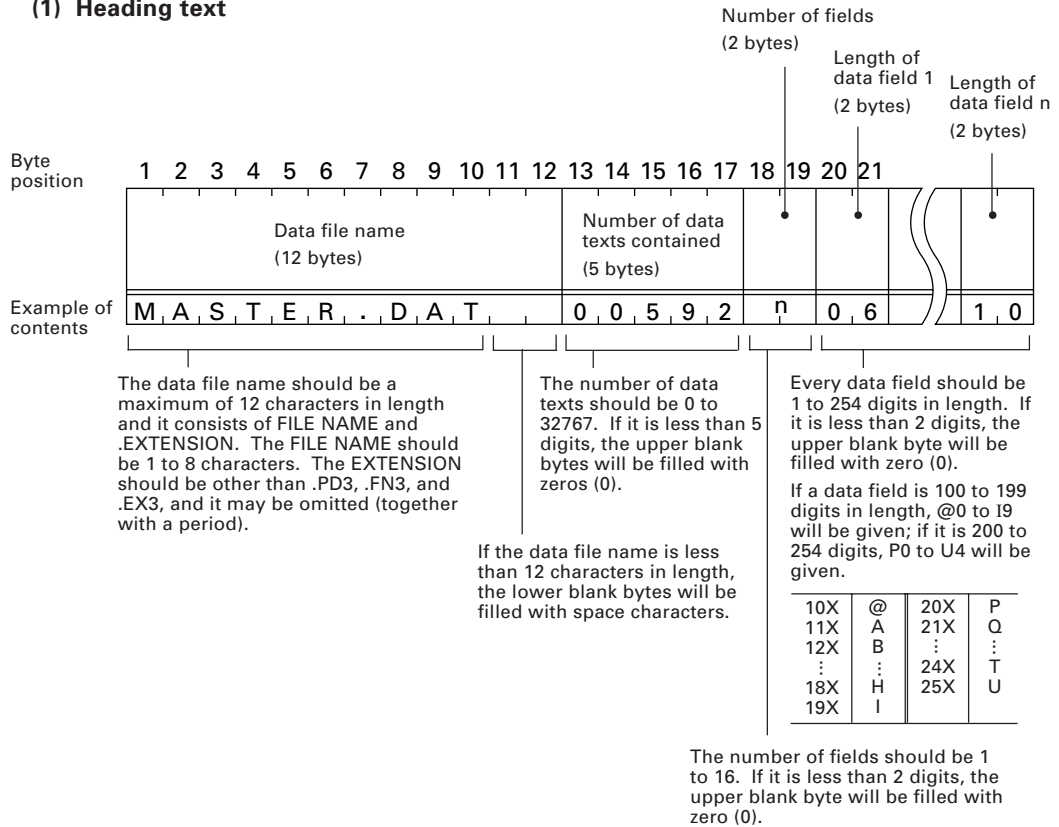 (1) Heading text
Number of fields
(2 bytes)
Length of
data field 1
(2 bytes)
Length of
data field n
(2 bytes)
Byte
position
1 2 3 4 5 6 7 8 9 10 11 12 13 14 15 16 17 18 19 20 21
Data file name
(12 bytes)
Number of data
texts contained
(5 bytes)
Example of
contents
M A S T E R . D A T 0 0 5 9 2 n 0 6 1 0
The data file name should be a
maximum of 12 characters in length
and it consists of FILE NAME and
.EXTENSION. The FILE NAME should
be 1 to 8 characters. The EXTENSION
should be other than .PD3, .FN3, and
.EX3, and it may be omitted (together
with a period).
If the data file name is less
than 12 characters in length,
the lower blank bytes will be
filled with space characters.
The number of data
texts should be 0 to
32767. If it is less than 5
digits, the upper blank
bytes will be filled with
zeros (0).
Every data field should be
1 to 254 digits in length. If
it is less than 2 digits, the
upper blank byte will be
filled with zero (0).
If a data field is 100 to 199
digits in length, @0 to I9
will be given; if it is 200 to
254 digits, P0 to U4 will be
given.
10X @ 20X P
11X A 21X Q
12X B ⋮ ⋮
⋮ ⋮ 24X T
18X H 25X U
19X I
The number of fields should be 1
to 16. If it is less than 2 digits, the
upper blank byte will be filled with
zero (0).